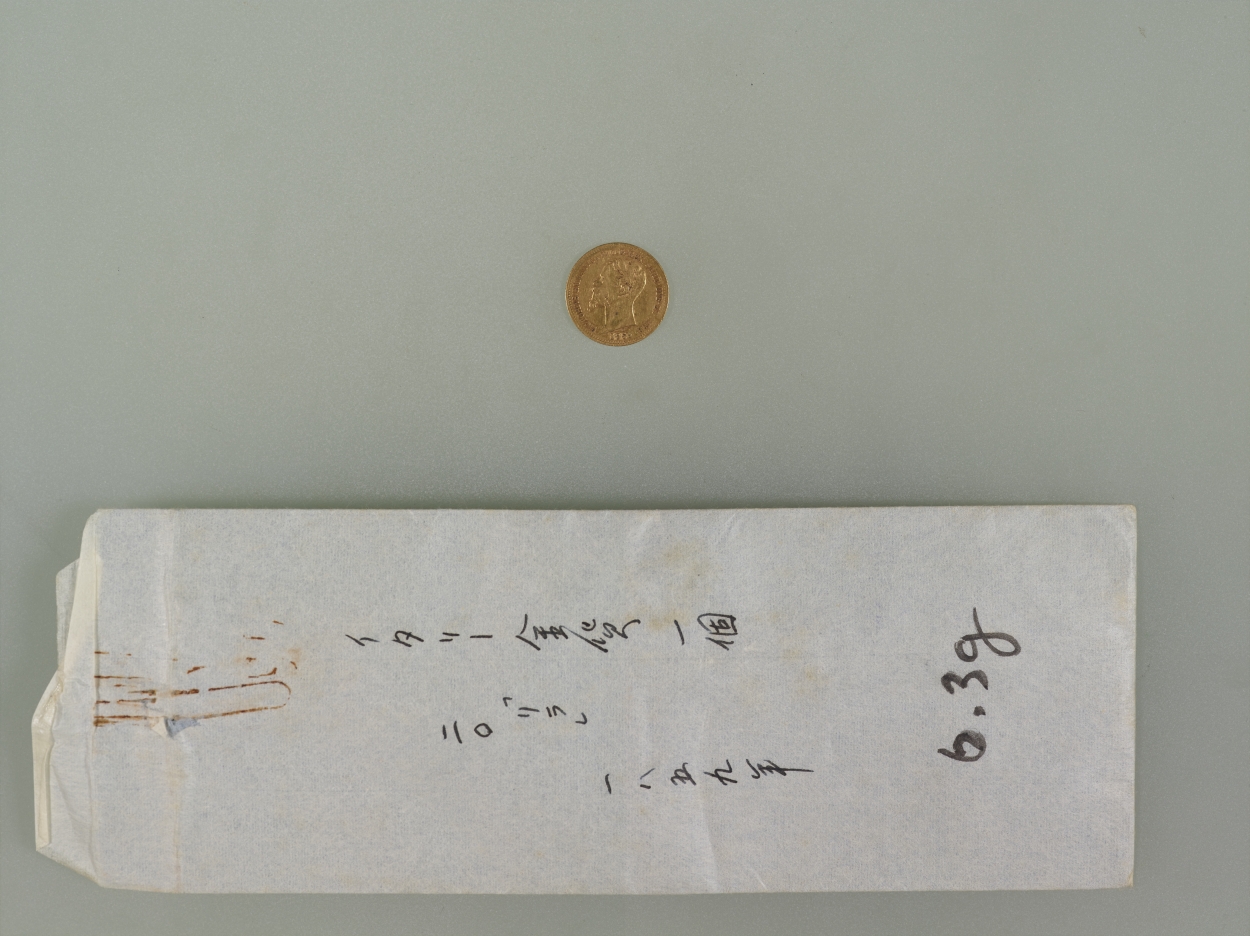 イタリー金貨 一個
二〇「リラ」
一八五九年
6.3g